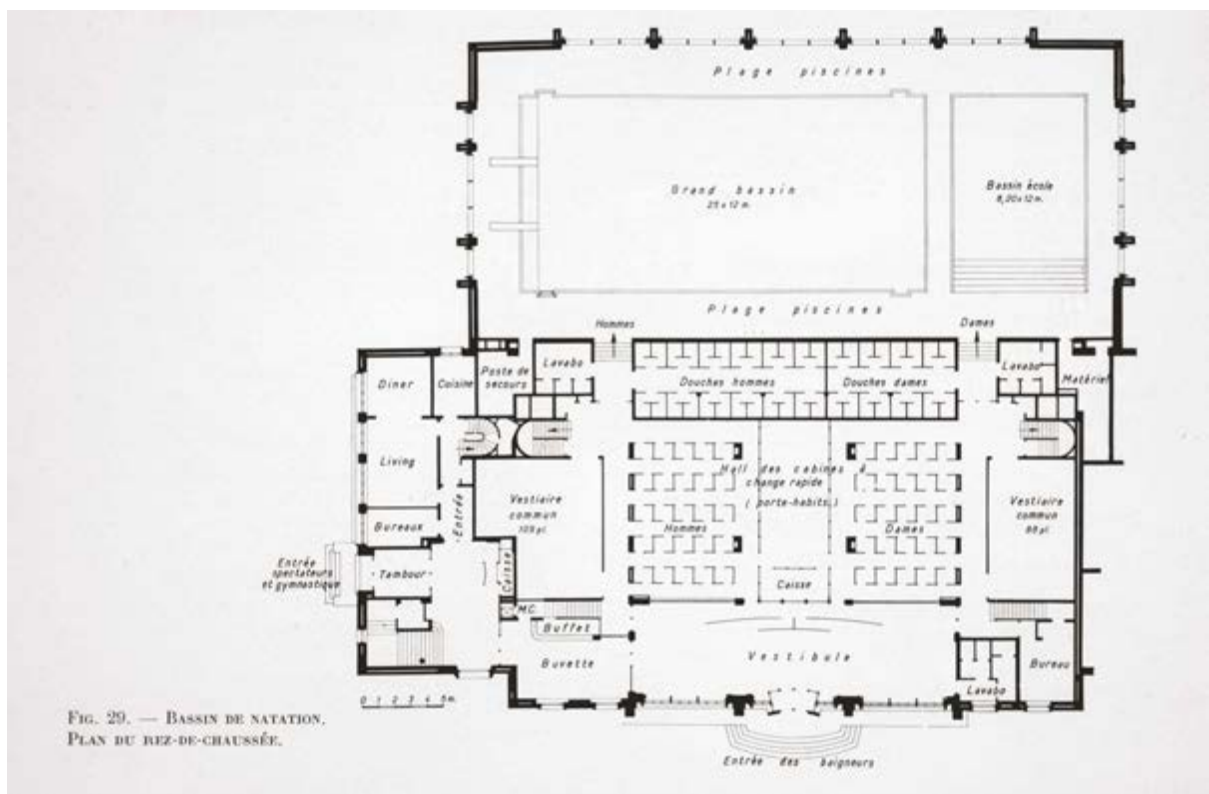 Plage piscines
Grand bassin
25 x 12 m.
Bassin école
8,20 x 12 m.
Plage piscines
Hommes
Dames
Diner
Cuisine
Poste de
secours
Lavabo
Douches hommes
Douches dames
Lavabo
Matériel
Living
Hall des cabines à
change rapide
(porte-habits.)
Vestiaire
commun
Hommes
Dames
Vestiaire
commun
Bureaux
Entrée
Entrée
spectateurs
et gymnastique
Tambour
Caisse
Caisse
M.C.
Buffet
Buvette
Vestibule
Lavabo
Bureau
0 1 2 3 4 5m.
Entrée des baigneurs
FIG. 29. — BASSIN DE NATATION.
PLAN DU REZ-DE-CHAUSSÉE.